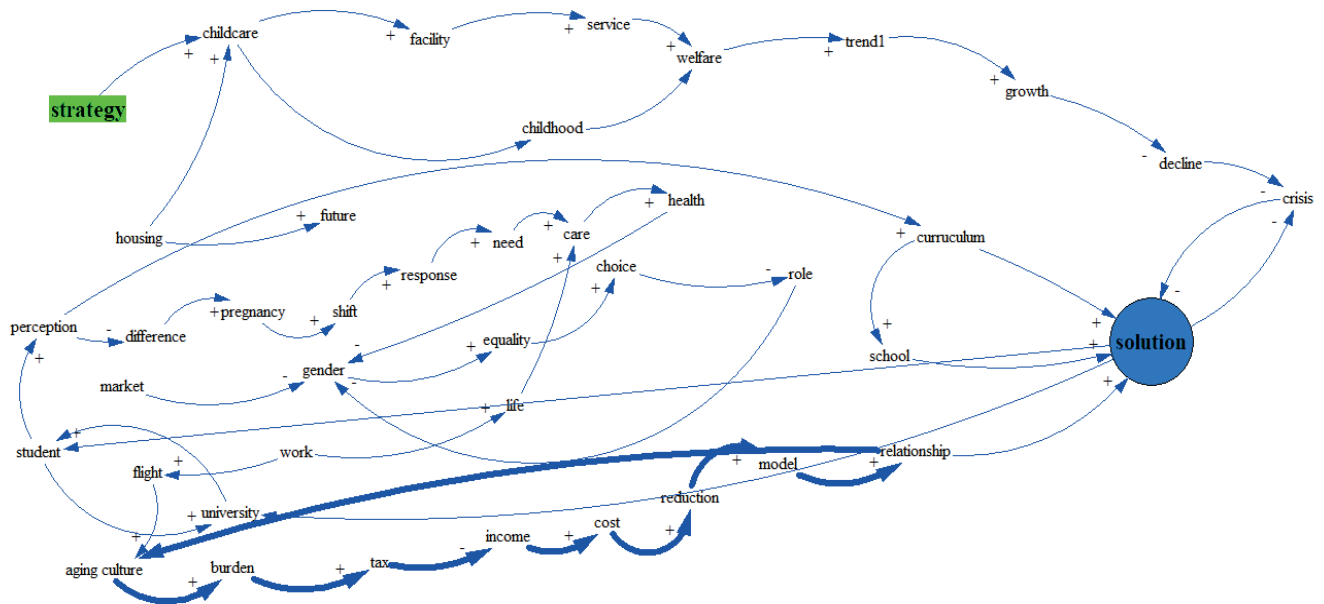 childcare
facility
service
welfare
trend1
growth
strategy
childhood
decline
crisis
housing
future
health
need
care
curruculum
response
choice
role
perception
difference
pregnancy
shift
equality
solution
school
market
gender
life
student
flight
work
relationship
model
reduction
university
cost
income
aging culture
burden
tax
+
+
+
+
+
+
+
+
-
-
-
-
+
+
+
+
+
+
+
+
+
-
-
+
+
+
-
-
-
+
+
+
+
+
+
+
+
+
+
+
+
+
+
-
+
+